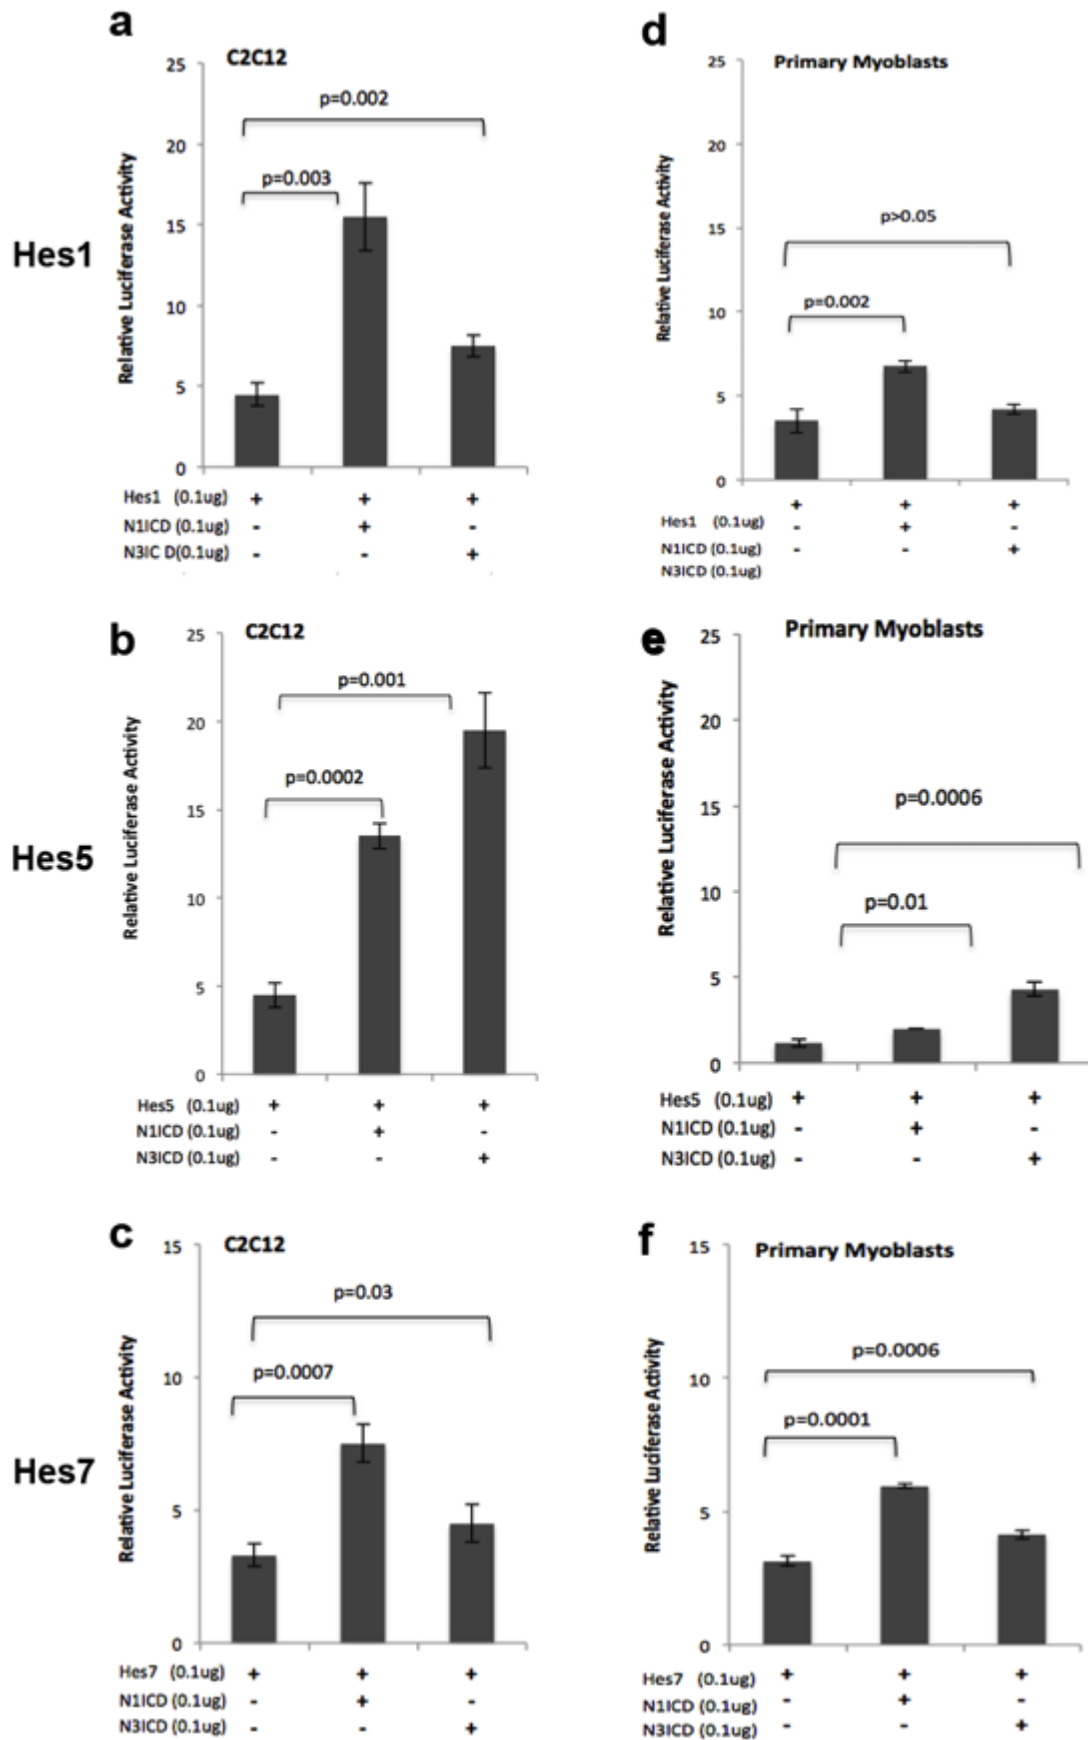 a
C2C12
Hes1
Relative Luciferase Activity
25
20
15
10
5
0
p=0.002
p=0.003
Hes1 (0.1ug) + + +
N1ICD (0.1ug) - + -
N3IC D(0.1ug) - - +
d
Primary Myoblasts
Relative Luciferase Activity
25
20
15
10
5
0
p>0.05
p=0.002
+ + +
Hes1 (0.1ug) - + -
N1ICD (0.1ug) - - +
N3ICD (0.1ug)
b
C2C12
Hes5
Relative Luciferase Activity
25
20
15
10
5
0
p=0.001
p=0.0002
Hes5 (0.1ug) + + +
N1ICD (0.1ug) - + -
N3ICD (0.1ug) - - +
e
Primary Myoblasts
Relative Luciferase Activity
25
20
15
10
5
0
p=0.0006
p=0.01
Hes5 (0.1ug) + + +
N1ICD (0.1ug) - + -
N3ICD (0.1ug) - - +
c
C2C12
Hes7
Relative Luciferase Activity
15
10
5
0
p=0.03
p=0.0007
Hes7 (0.1ug) + + +
N1ICD (0.1ug) - + -
N3ICD (0.1ug) - - +
f
Primary Myoblasts
Relative Luciferase Activity
15
10
5
0
p=0.0006
p=0.0001
Hes7 (0.1ug) + + +
N1ICD (0.1ug) - + -
N3ICD (0.1ug) - - +